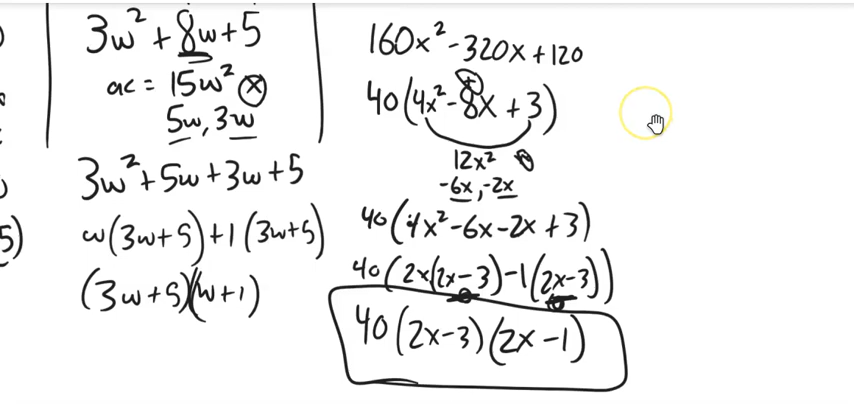 5)
3w² + 8w + 5
ac = 15w² ⊗
5w, 3w
3w² + 5w + 3w + 5
w(3w+5) + 1(3w+5)
(3w+5)(w+1)
160x² - 320x + 120
40(4x² - 8x + 3)
12x²
-6x, -2x
40(4x² - 6x - 2x + 3)
40(2x(2x-3) - 1(2x-3))
40(2x-3)(2x-1)